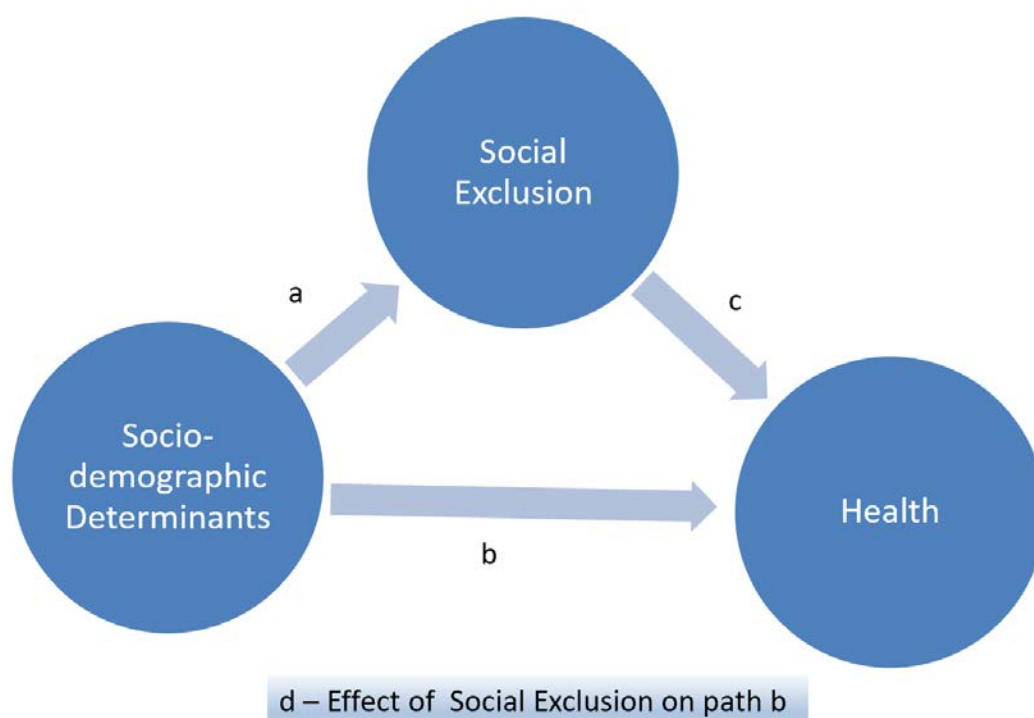 Social
Exclusion
a
c
Socio-
demographic
Determinants
Health
b
d – Effect of Social Exclusion on path b